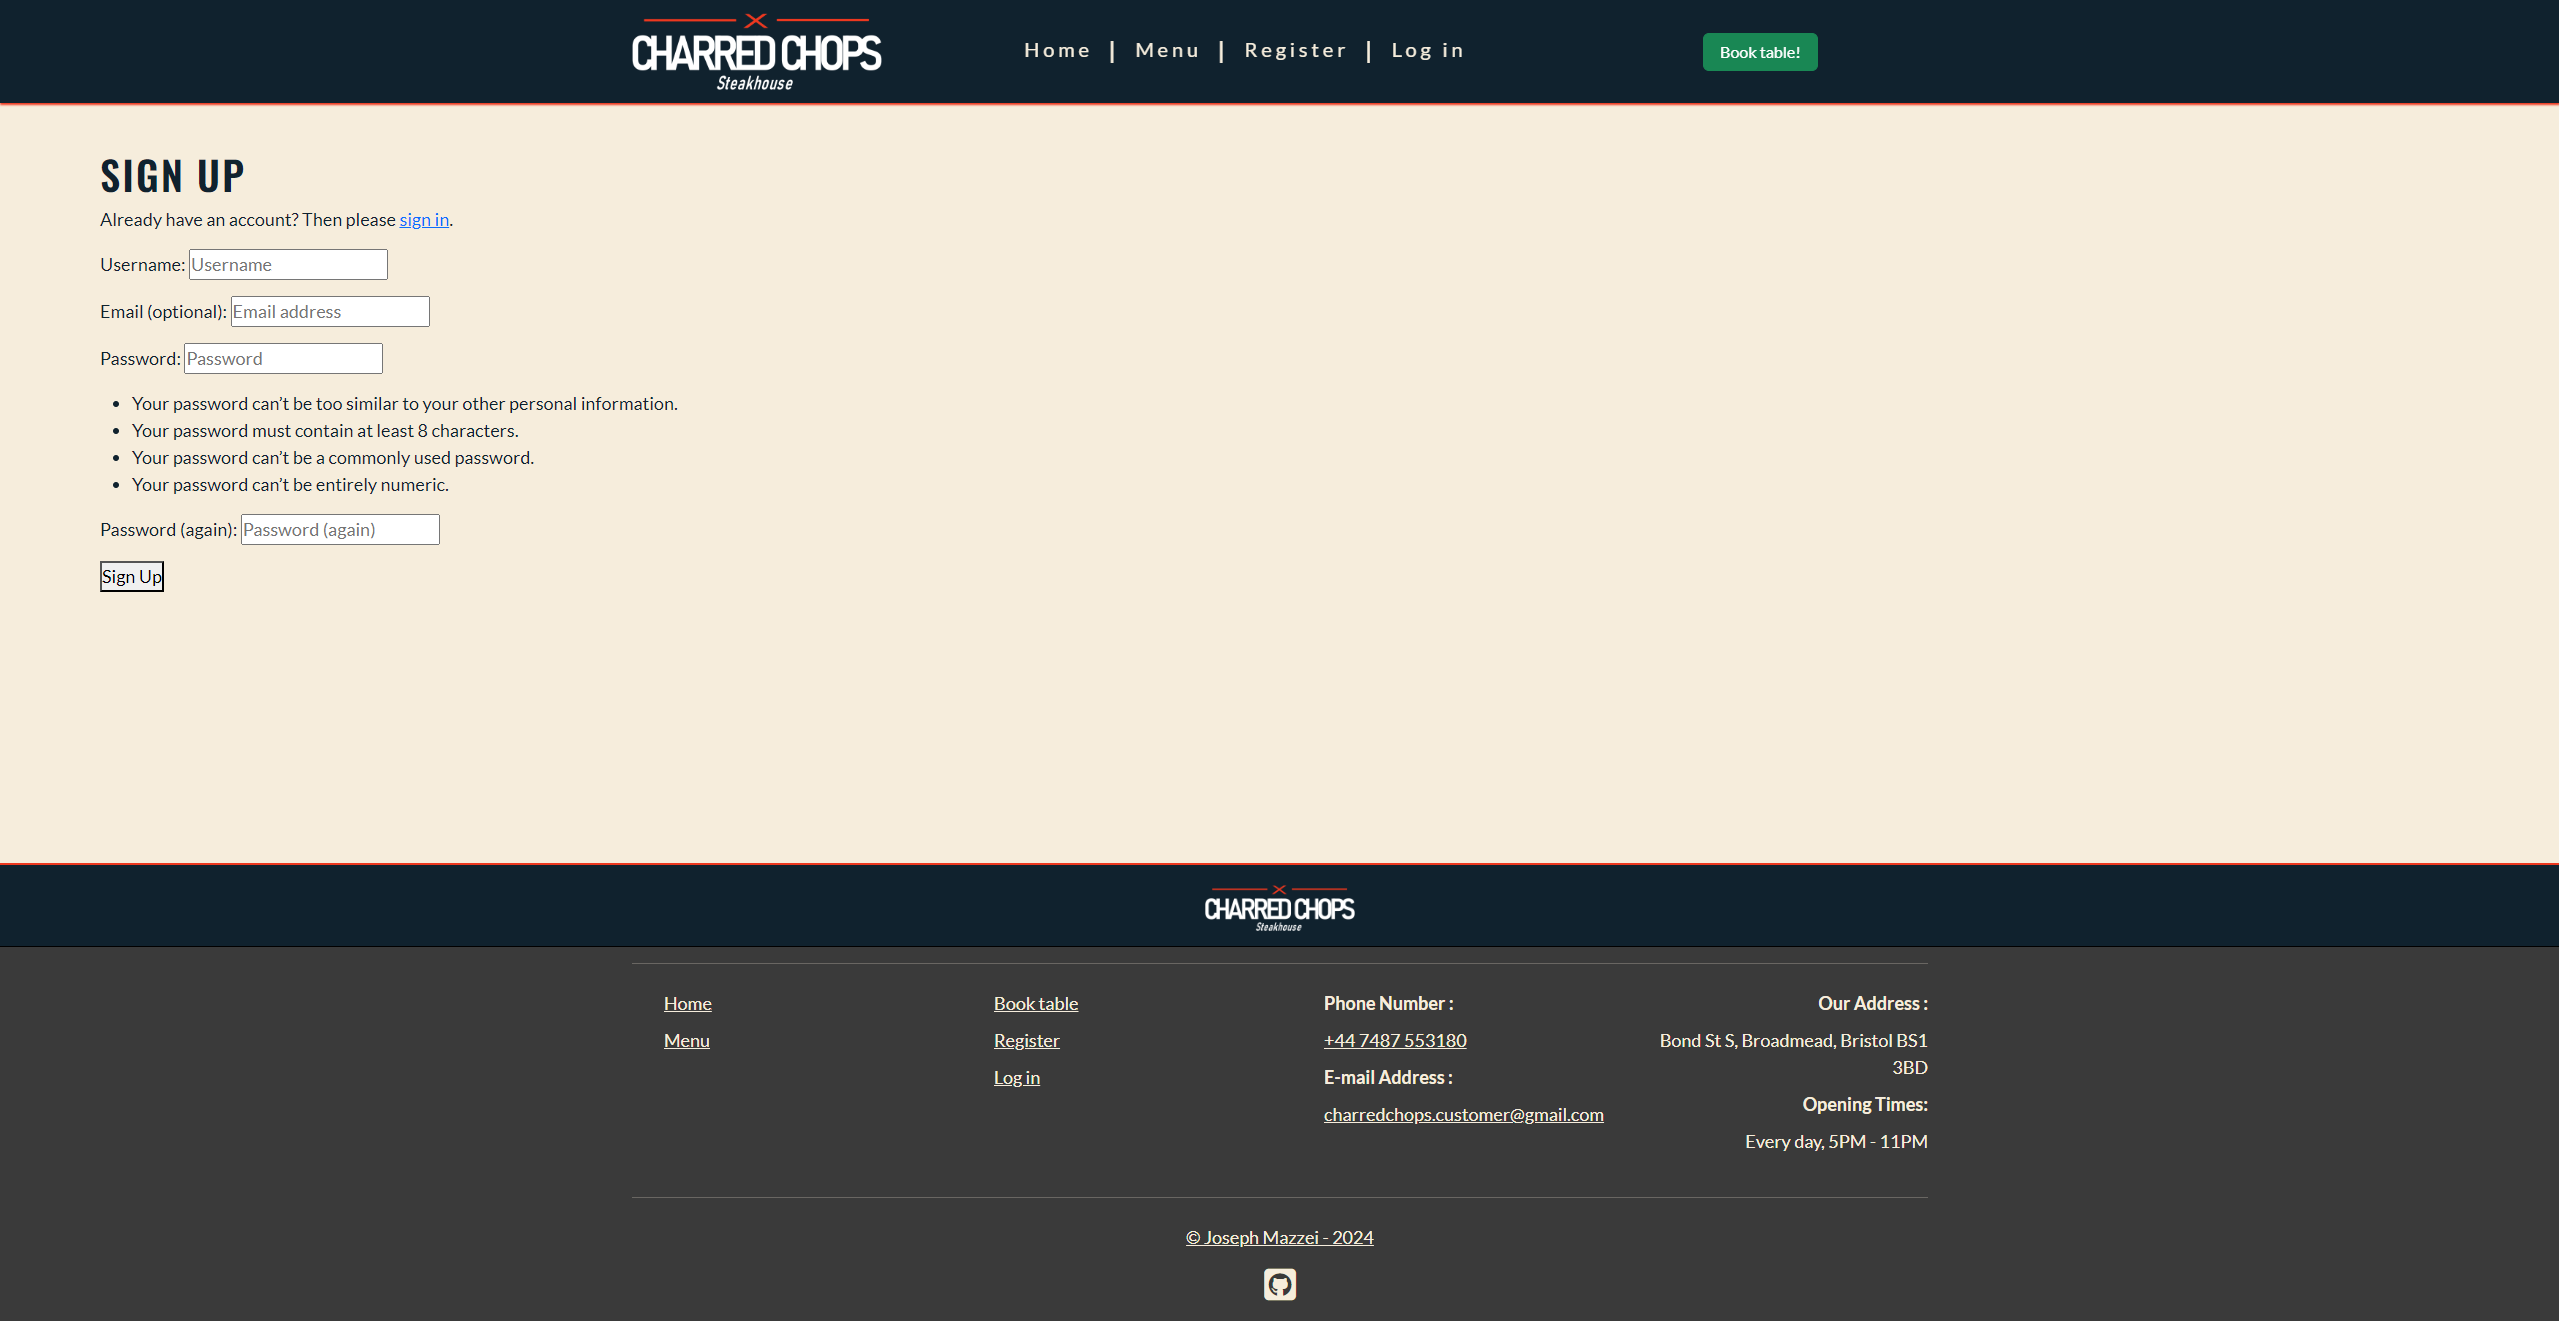 CHARRED CHOPS
Steakhouse
Home | Menu | Register | Log in
Book table!
SIGN UP
Already have an account? Then please sign in.
Username: Username
Email (optional): Email address
Password: Password
• Your password can’t be too similar to your other personal information.
• Your password must contain at least 8 characters.
• Your password can’t be a commonly used password.
• Your password can’t be entirely numeric.
Password (again): Password (again)
Sign Up
CHARRED CHOPS
Steakhouse
Home
Menu
Book table
Register
Log in
Phone Number :
+44 7487 553180
E-mail Address :
charredchops.customer@gmail.com
Our Address :
Bond St S, Broadmead, Bristol BS1
3BD
Opening Times:
Every day, 5PM - 11PM
© Joseph Mazzei - 2024